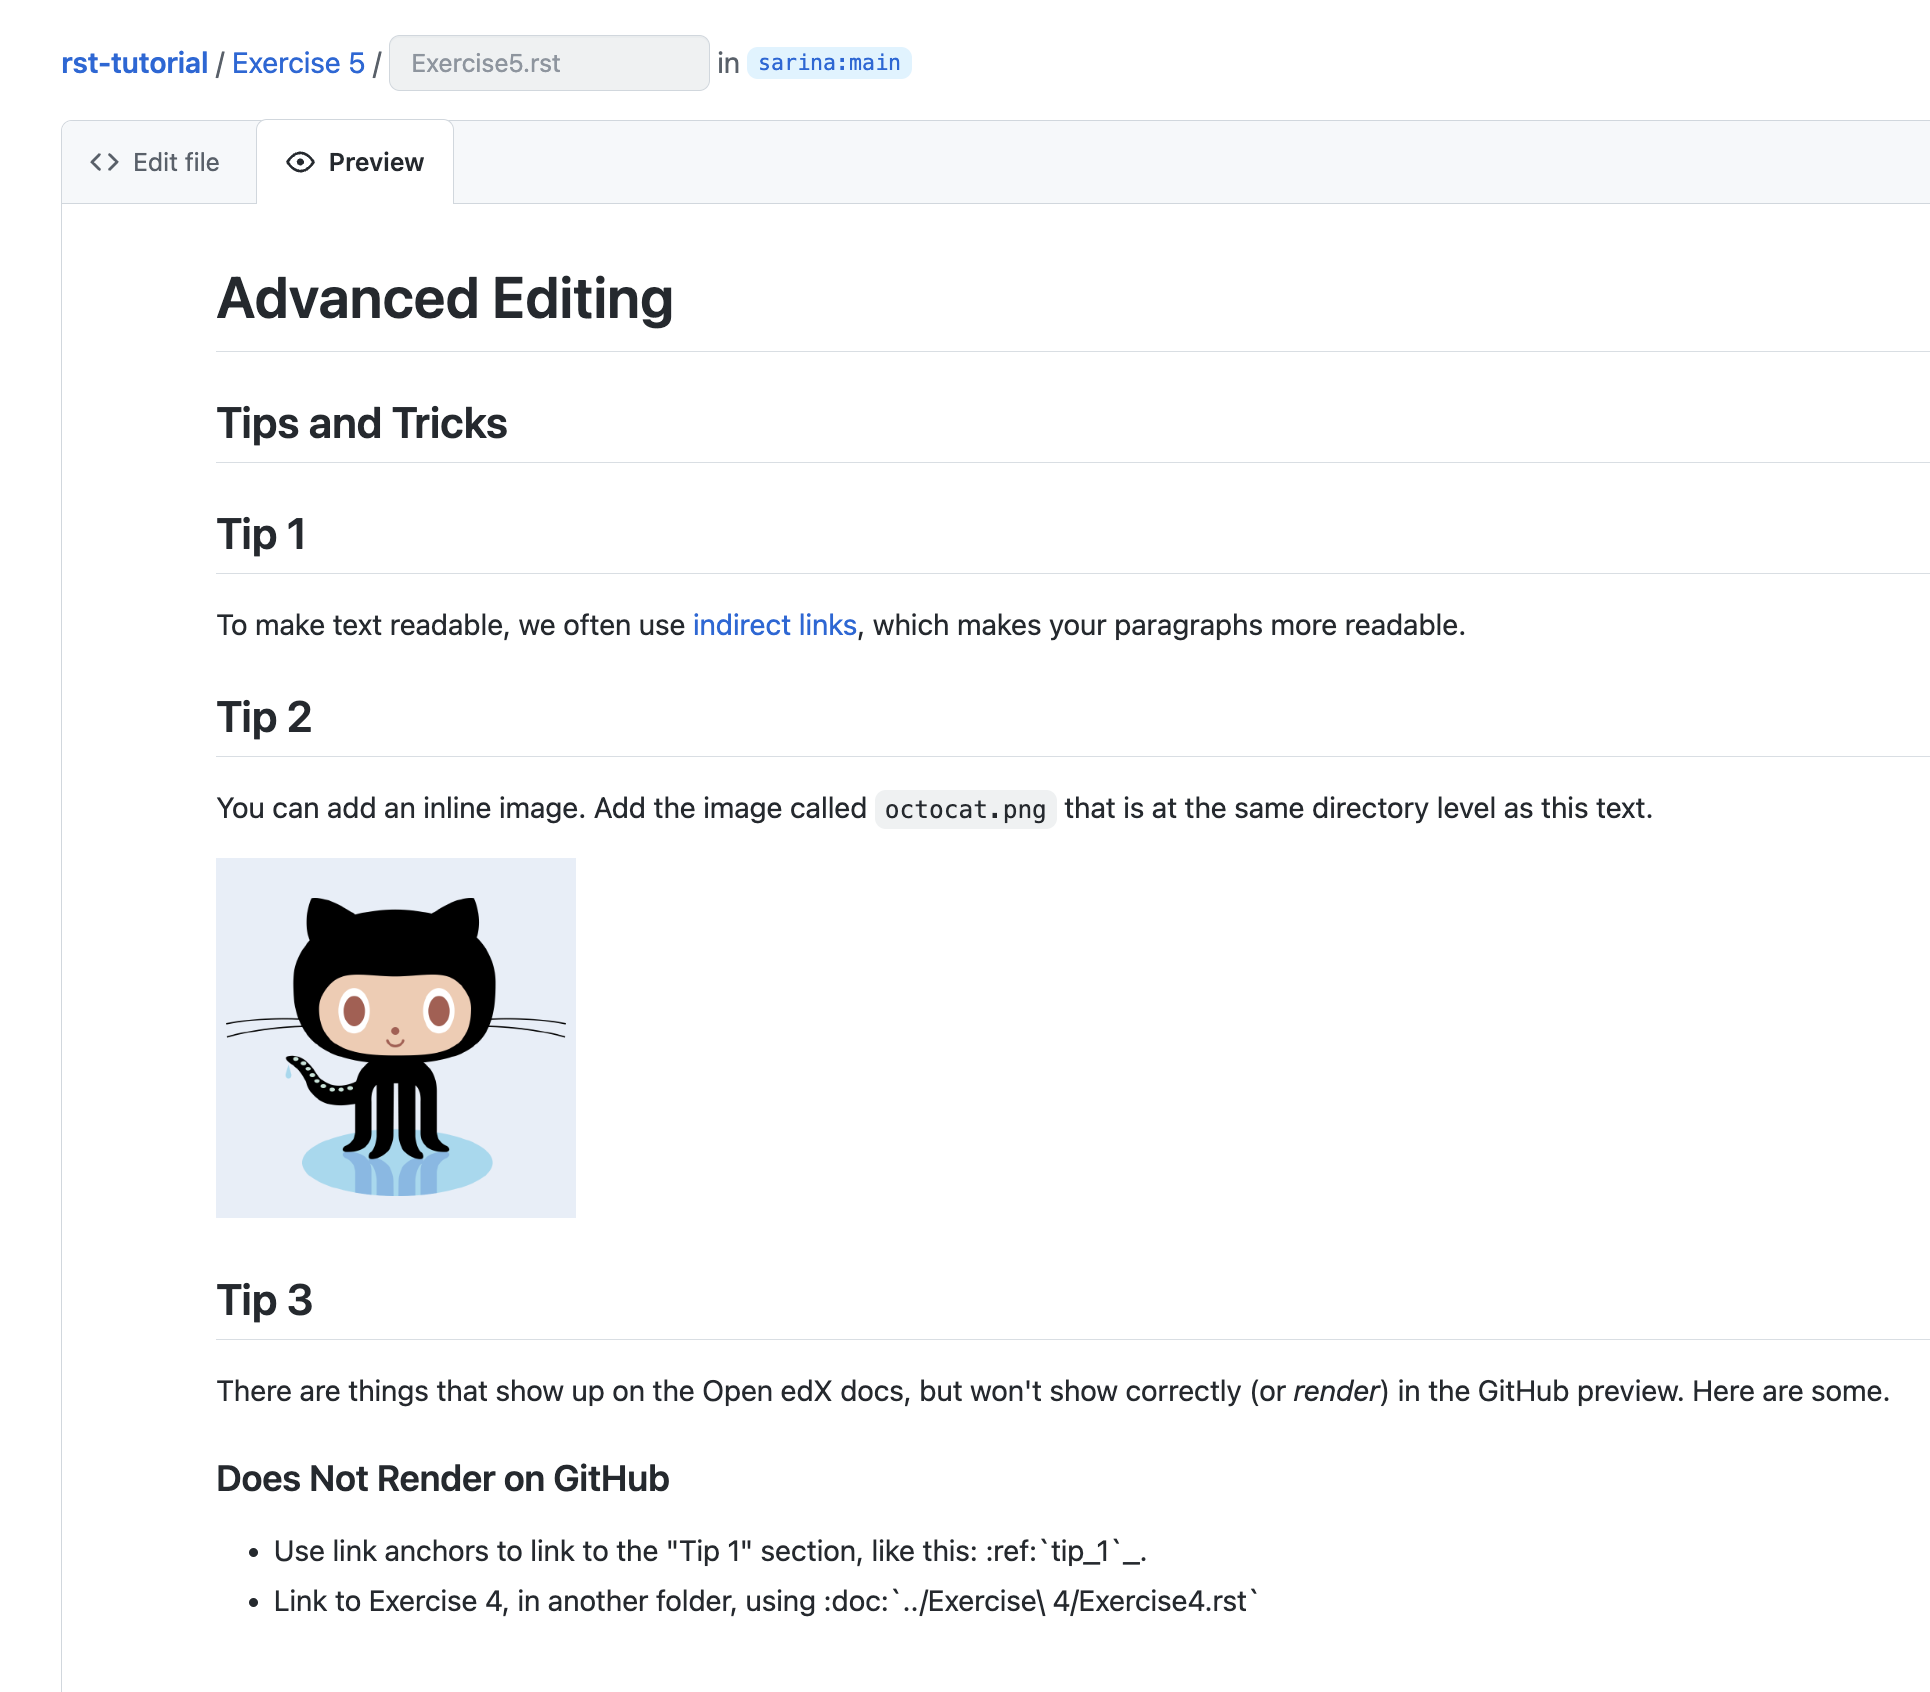 rst-tutorial / Exercise 5 / Exercise5.rst in sarina:main
Edit file Preview
Advanced Editing
Tips and Tricks
Tip 1
To make text readable, we often use indirect links, which makes your paragraphs more readable.
Tip 2
You can add an inline image. Add the image called octocat.png that is at the same directory level as this text.
Tip 3
There are things that show up on the Open edX docs, but won't show correctly (or render) in the GitHub preview. Here are some.
Does Not Render on GitHub
• Use link anchors to link to the "Tip 1" section, like this: :ref:`tip_1`_.
• Link to Exercise 4, in another folder, using :doc:`../Exercise\ 4/Exercise4.rst`